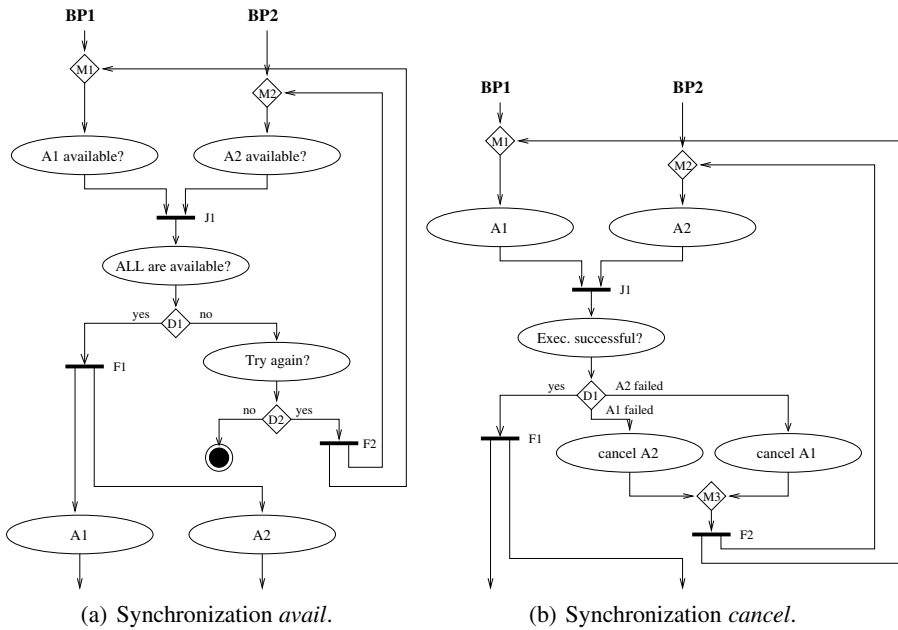 BP1 BP2
M1
M2
A1 available? A2 available?
J1
ALL are available?
yes D1 no
F1
Try again?
no D2 yes
F2
A1 A2
(a) Synchronization avail.
BP1 BP2
M1
M2
A1 A2
J1
Exec. successful?
yes D1 A2 failed
A1 failed
F1
cancel A2 cancel A1
M3
F2
(b) Synchronization cancel.